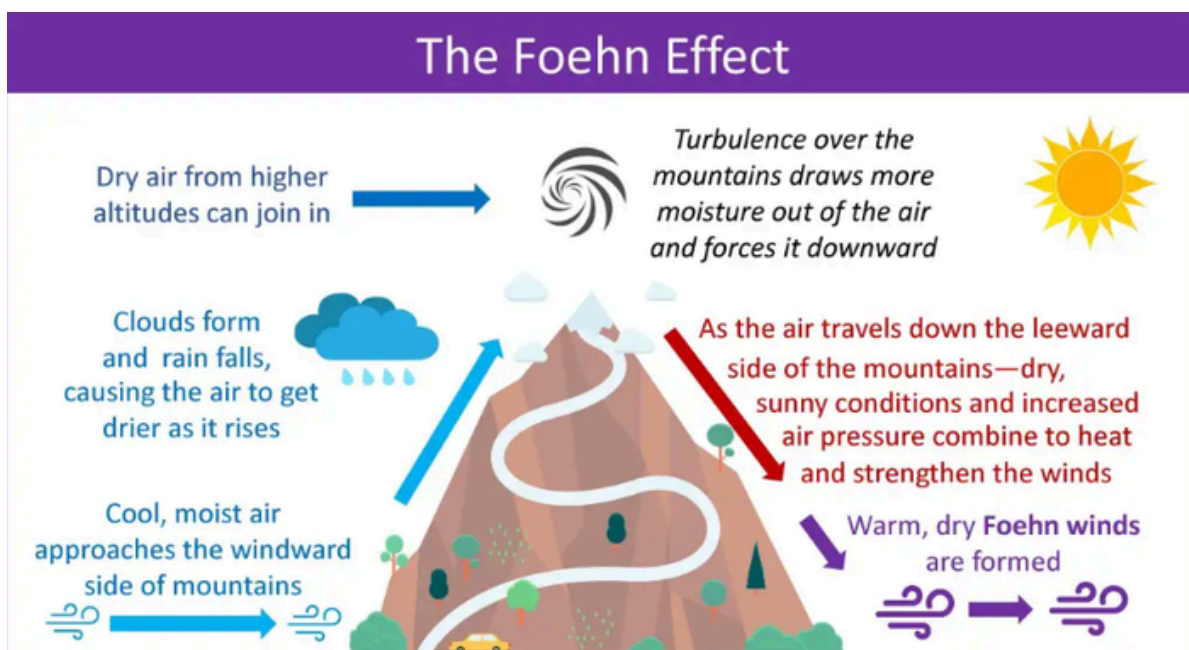 The Foehn Effect
Dry air from higher
altitudes can join in
Turbulence over the
mountains draws more
moisture out of the air
and forces it downward
Clouds form
and rain falls,
causing the air to get
drier as it rises
As the air travels down the leeward
side of the mountains—dry,
sunny conditions and increased
air pressure combine to heat
and strengthen the winds
Cool, moist air
approaches the windward
side of mountains
Warm, dry Foehn winds
are formed